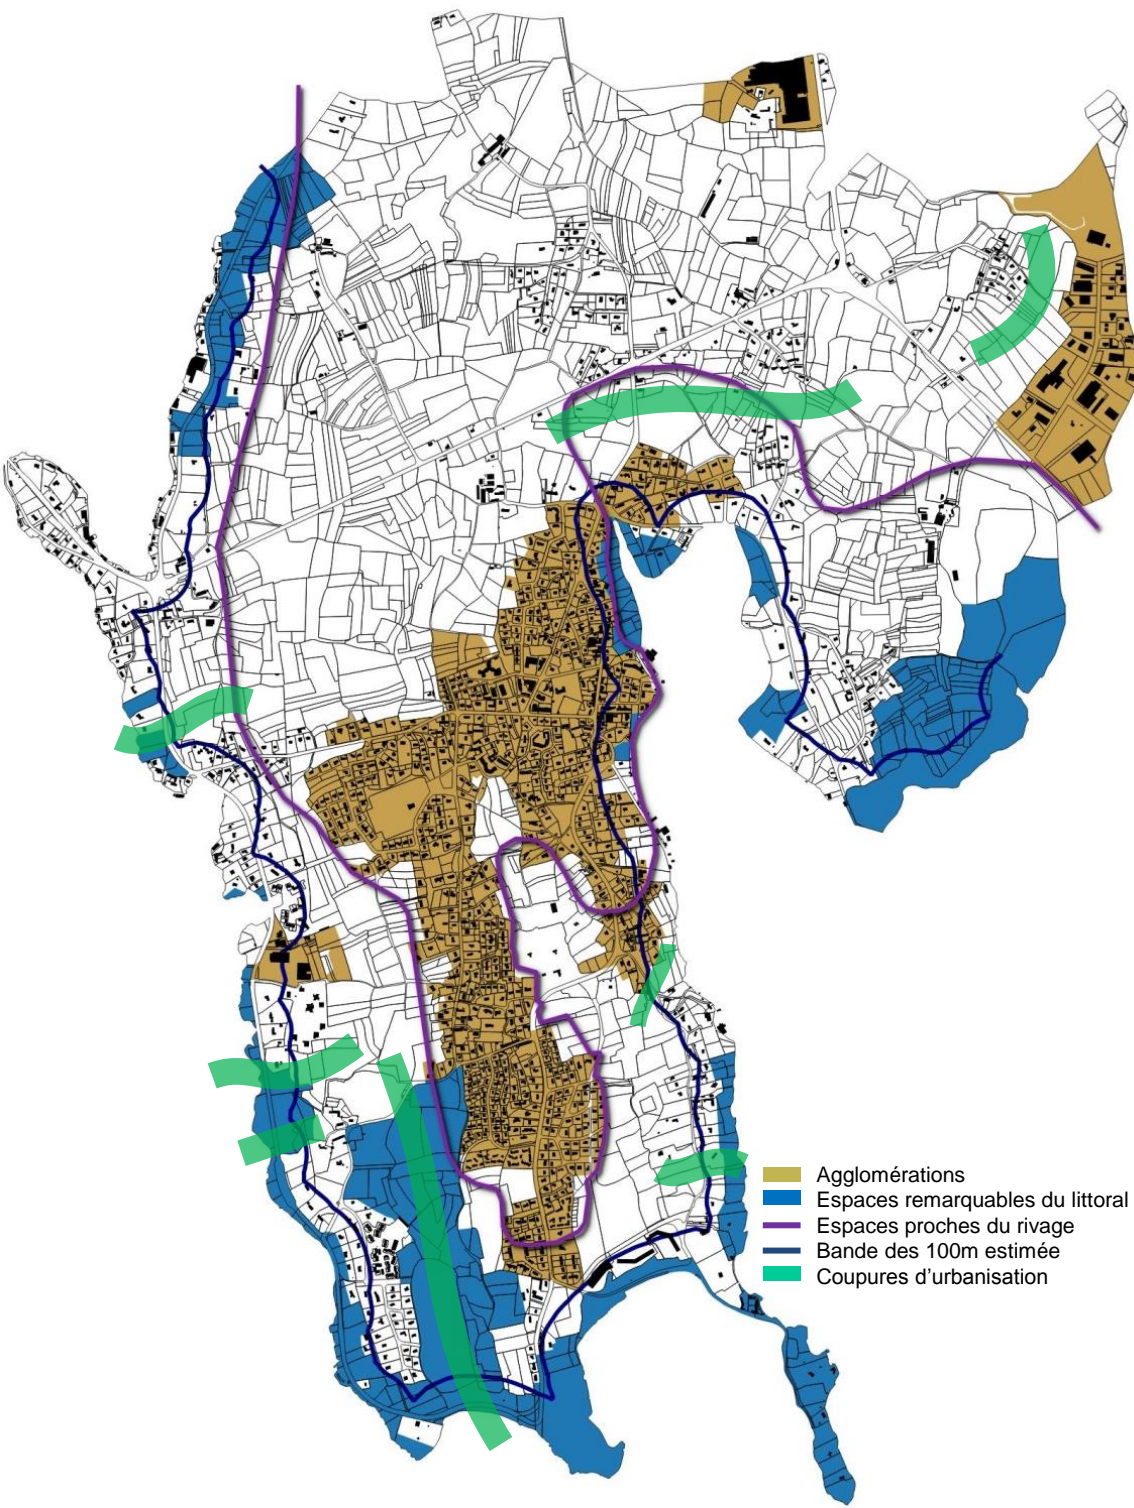 Agglomérations
Espaces remarquables du littoral
Espaces proches du rivage
Bande des 100m estimée
Coupures d'urbanisation